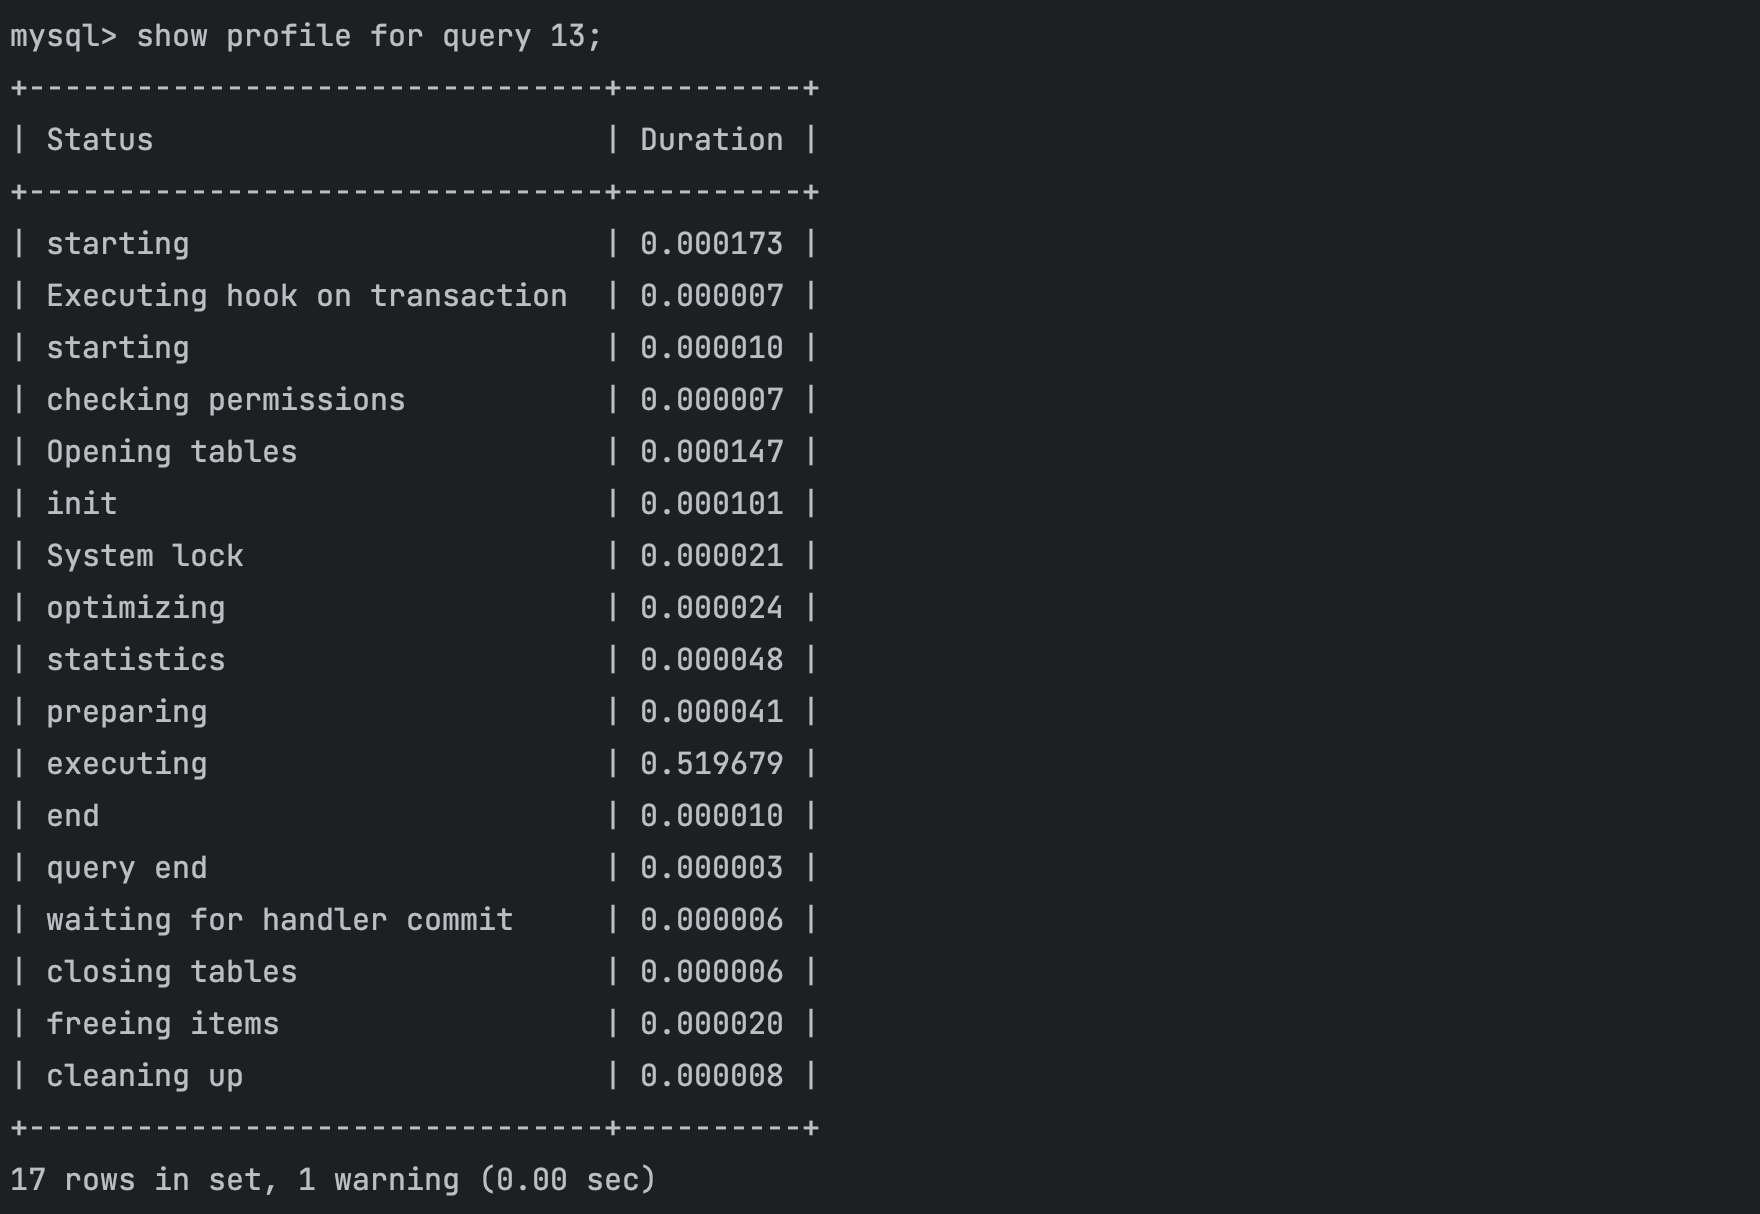 mysql> show profile for query 13;
+--------------------------------+----------+
| Status                         | Duration |
+--------------------------------+----------+
| starting                       | 0.000173 |
| Executing hook on transaction  | 0.000007 |
| starting                       | 0.000010 |
| checking permissions           | 0.000007 |
| Opening tables                 | 0.000147 |
| init                           | 0.000101 |
| System lock                    | 0.000021 |
| optimizing                     | 0.000024 |
| statistics                     | 0.000048 |
| preparing                      | 0.000041 |
| executing                      | 0.519679 |
| end                            | 0.000010 |
| query end                      | 0.000003 |
| waiting for handler commit     | 0.000006 |
| closing tables                 | 0.000006 |
| freeing items                  | 0.000020 |
| cleaning up                    | 0.000008 |
+--------------------------------+----------+
17 rows in set, 1 warning (0.00 sec)